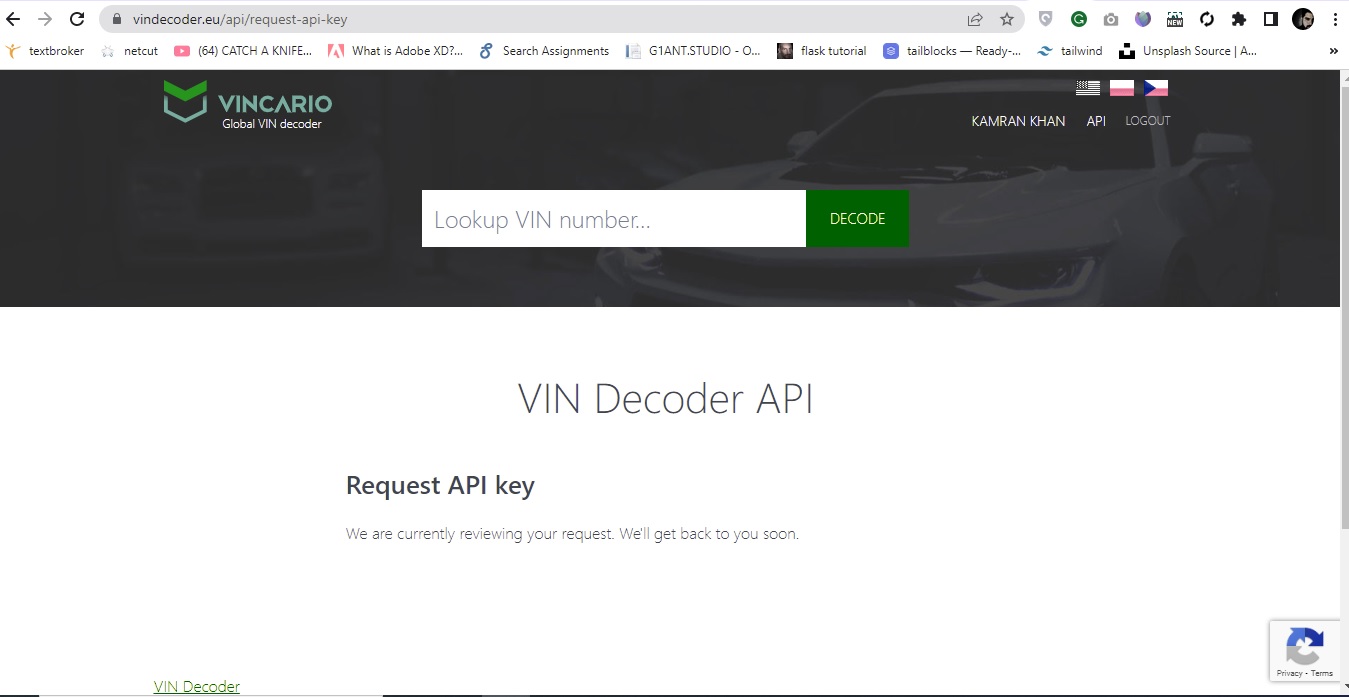 vindecoder.eu/api/request-api-key
textbroker netcut (64) CATCH A KNIFE... What is Adobe XD?... Search Assignments G1ANT.STUDIO - O... flask tutorial tailblocks — Ready-... tailwind Unsplash Source | A... »
NEW
VINCARIO
Global VIN decoder
KAMRAN KHAN API LOGOUT
Lookup VIN number... DECODE
VIN Decoder API
Request API key
We are currently reviewing your request. We'll get back to you soon.
Privacy - Terms
VIN Decoder